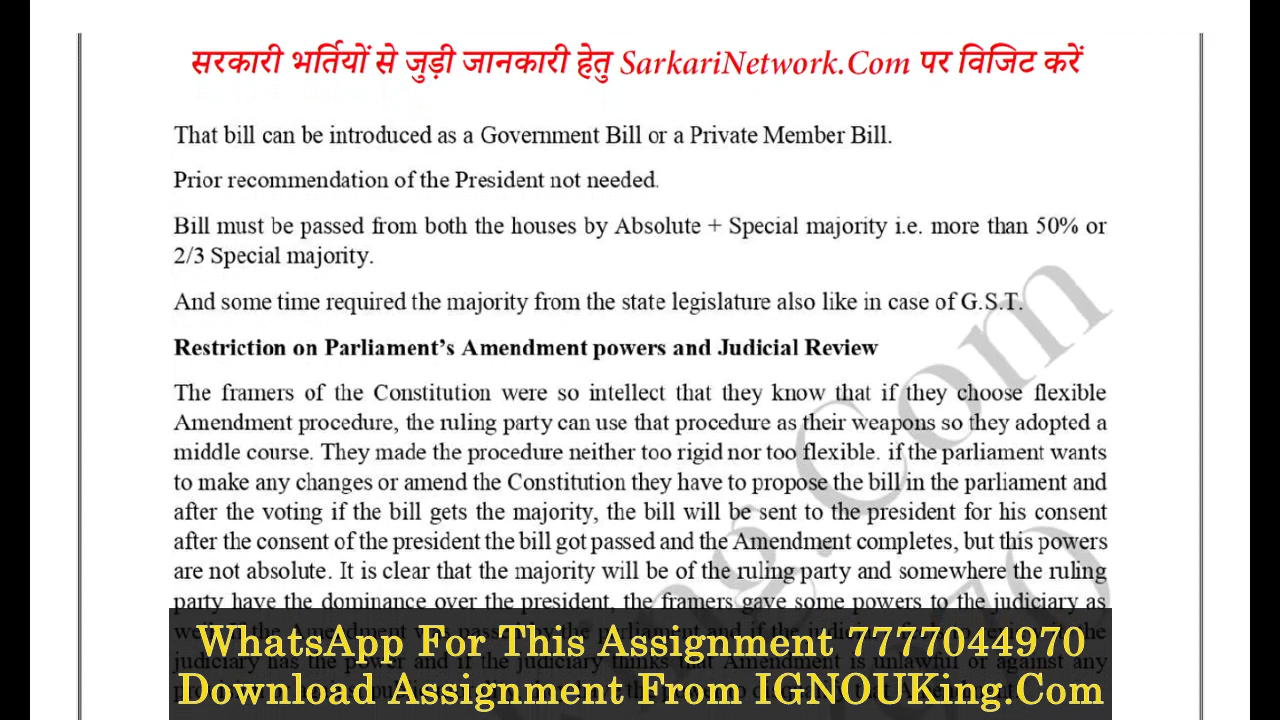 सरकारी भर्तियों से जुड़ी जानकारी हेतु SarkariNetwork.Com पर विजिट करें
That bill can be introduced as a Government Bill or a Private Member Bill.
Prior recommendation of the President not needed.
Bill must be passed from both the houses by Absolute + Special majority i.e. more than 50% or
2/3 Special majority.
And some time required the majority from the state legislature also like in case of G.S.T.
Restriction on Parliament's Amendment powers and Judicial Review
The framers of the Constitution were so intellect that they know that if they choose flexible
Amendment procedure, the ruling party can use that procedure as their weapons so they adopted a
middle course. They made the procedure neither too rigid nor too flexible. if the parliament wants
to make any changes or amend the Constitution they have to propose the bill in the parliament and
after the voting if the bill gets the majority, the bill will be sent to the president for his consent
after the consent of the president the bill got passed and the Amendment completes, but this powers
are not absolute. It is clear that the majority will be of the ruling party and somewhere the ruling
party have the dominance over the president, the framers gave some powers to the judiciary as
WhatsApp For This Assignment 7777044970
Download Assignment From IGNOUKing.Com